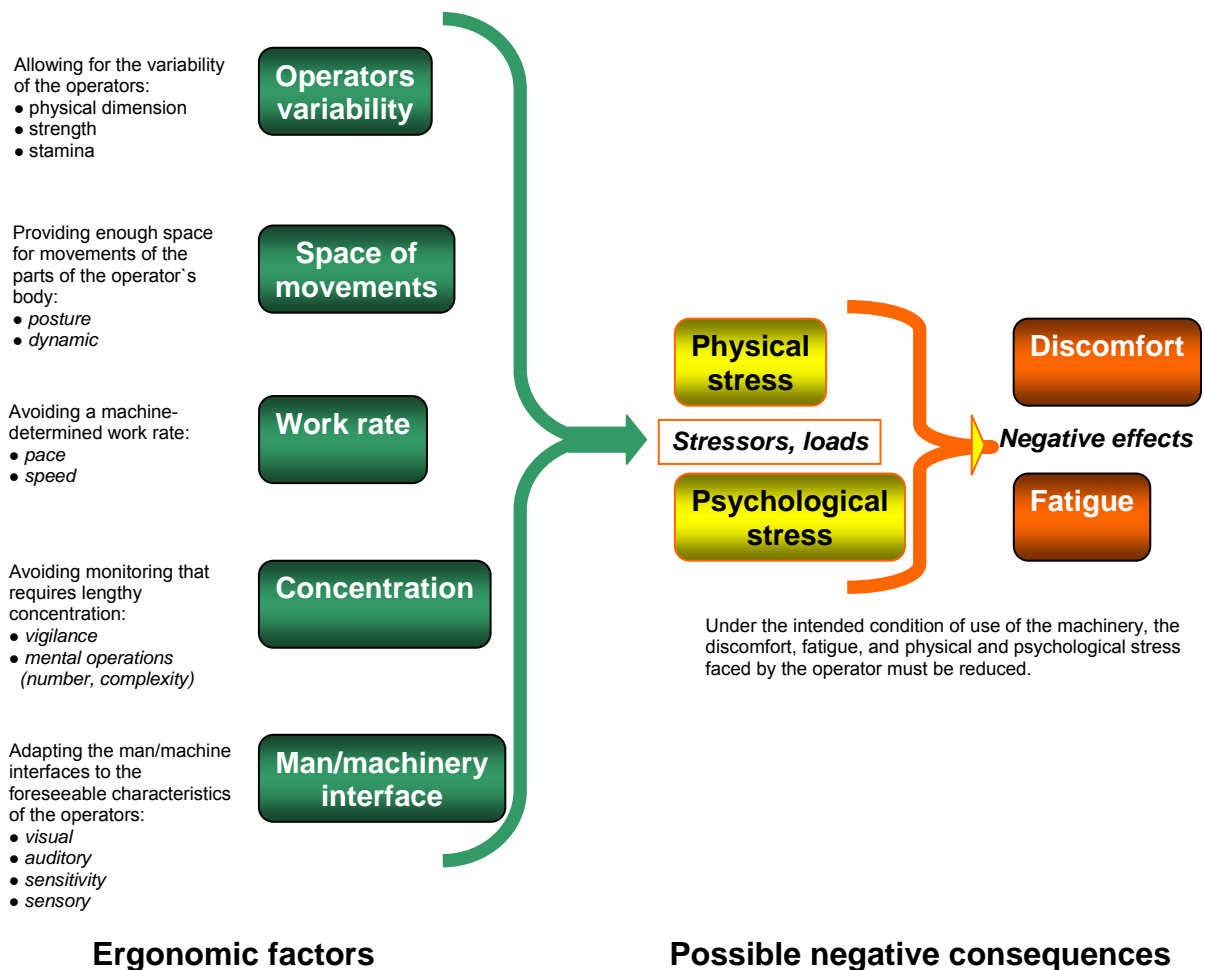 Allowing for the variability
of the operators:
● physical dimension
● strength
● stamina
Operators
variability
Providing enough space
for movements of the
parts of the operator`s
body:
● posture
● dynamic
Space of
movements
Avoiding a machine-
determined work rate:
● pace
● speed
Work rate
Avoiding monitoring that
requires lengthy
concentration:
● vigilance
● mental operations
(number, complexity)
Concentration
Adapting the man/machine
interfaces to the
foreseeable characteristics
of the operators:
● visual
● auditory
● sensitivity
● sensory
Man/machinery
interface
Ergonomic factors
Physical
stress
Stressors, loads
Psychological
stress
Discomfort
Negative effects
Fatigue
Under the intended condition of use of the machinery, the
discomfort, fatigue, and physical and psychological stress
faced by the operator must be reduced.
Possible negative consequences